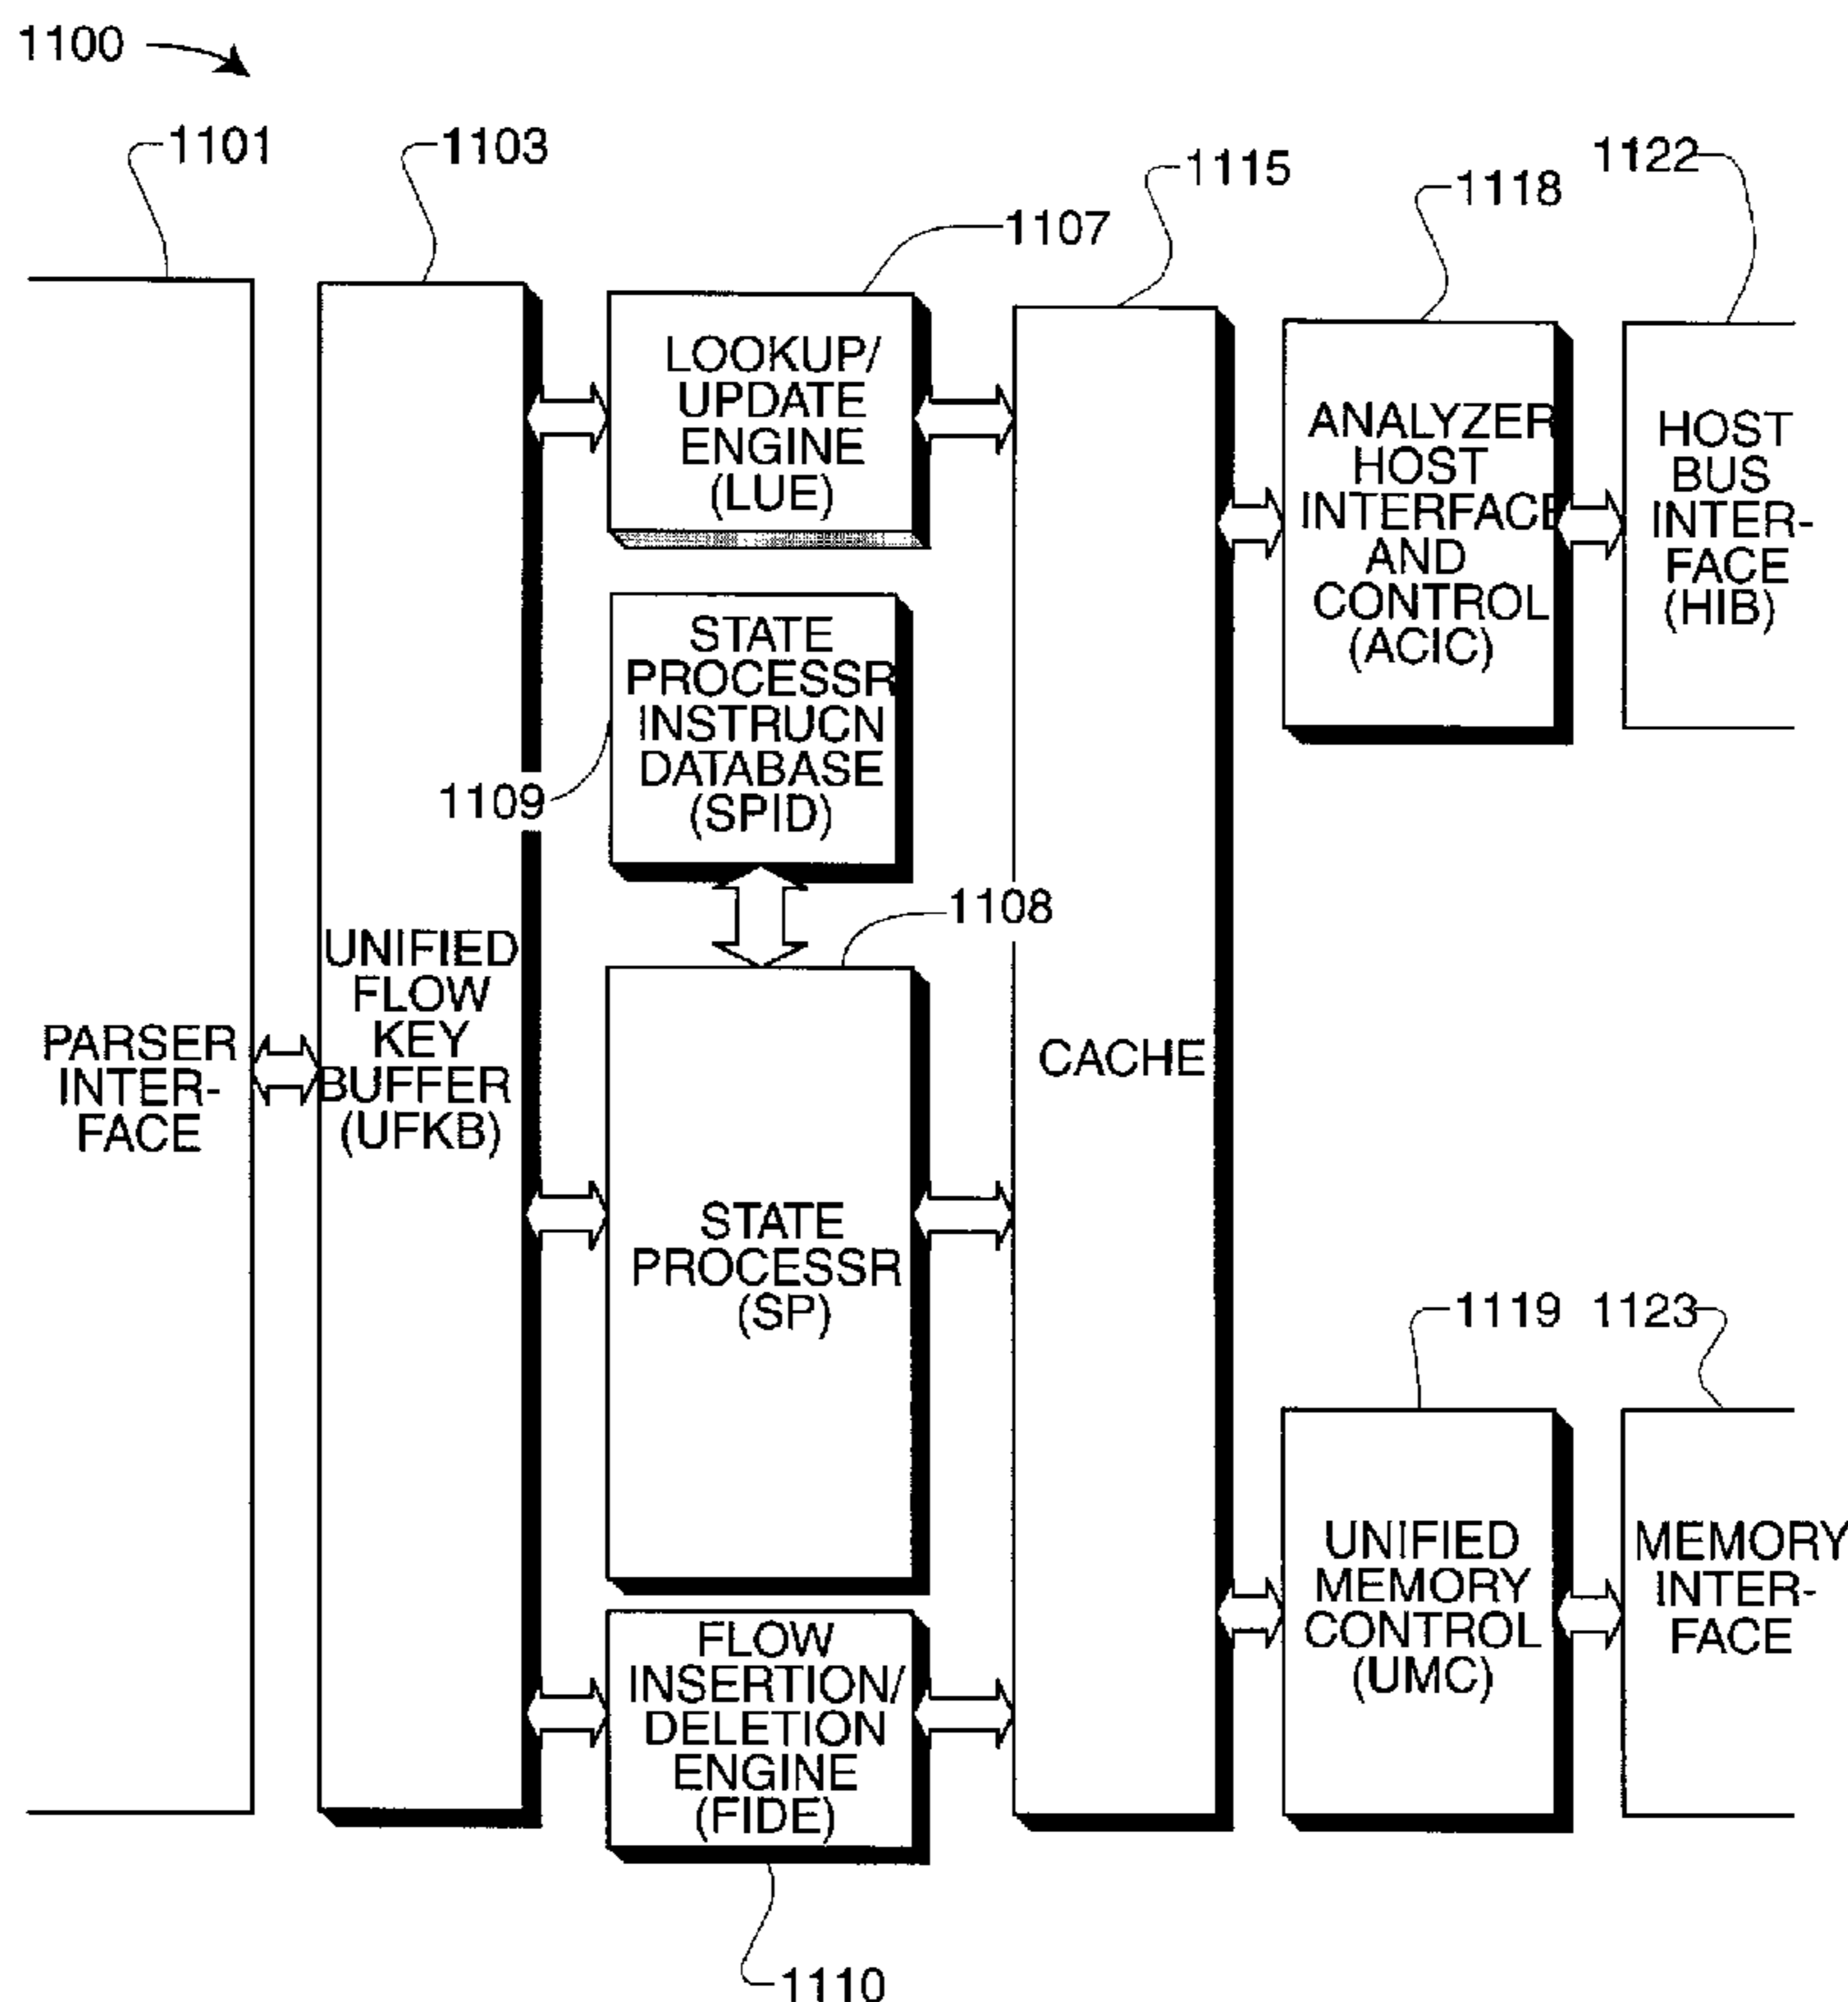 1100
1101
1103
1107
1115
1118
1122
LOOKUP/
UPDATE
ENGINE
(LUE)
ANALYZER
HOST
INTERFACE
AND
CONTROL
(ACIC)
HOST
BUS
INTER-
FACE
(HIB)
STATE
PROCESSR
INSTRUCN
DATABASE
(SPID)
1109
1108
UNIFIED
FLOW
KEY
BUFFER
(UFKB)
PARSER
INTER-
FACE
CACHE
STATE
PROCESSR
(SP)
1119
1123
UNIFIED
MEMORY
CONTROL
(UMC)
MEMORY
INTER-
FACE
FLOW
INSERTION/
DELETION
ENGINE
(FIDE)
1110